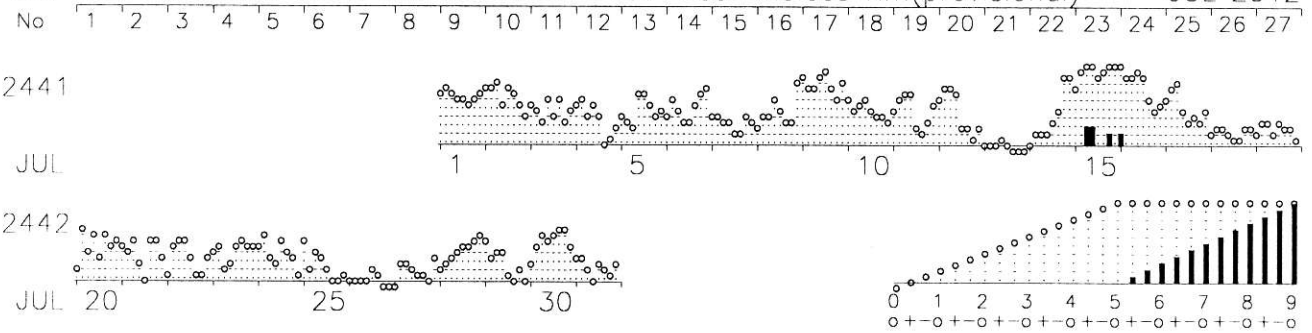 No 1 2 3 4 5 6 7 8 9 10 11 12 13 14 15 16 17 18 19 20 21 22 23 24 25 26 27
2441
JUL 1 5 10 15
2442
JUL 20 25 30
0 1 2 3 4 5 6 7 8 9
o+-o+-o+-o+-o+-o+-o+-o+-o+-o